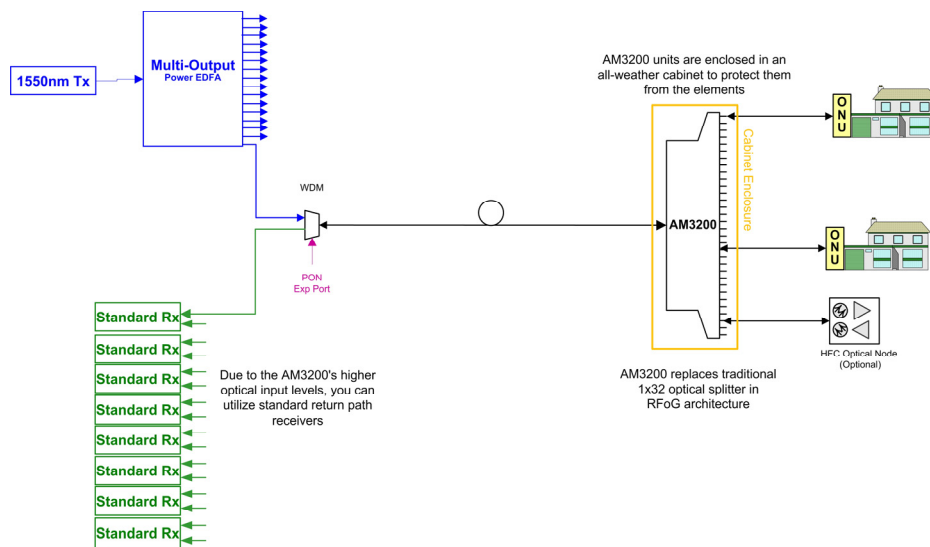 Multi-Output
Power EDFA
1550nm Tx
AM3200 units are enclosed in an
all-weather cabinet to protect them
from the elements
ONU
Cabinet Enclosure
WDM
AM3200
ONU
PON
Exp Port
Standard Rx
Standard Rx
Standard Rx
Standard Rx
Standard Rx
Standard Rx
Standard Rx
Standard Rx
Due to the AM3200's higher
optical input levels, you can
utilize standard return path
receivers
HFC Optical Node
(Optional)
AM3200 replaces traditional
1x32 optical splitter in
RFoG architecture